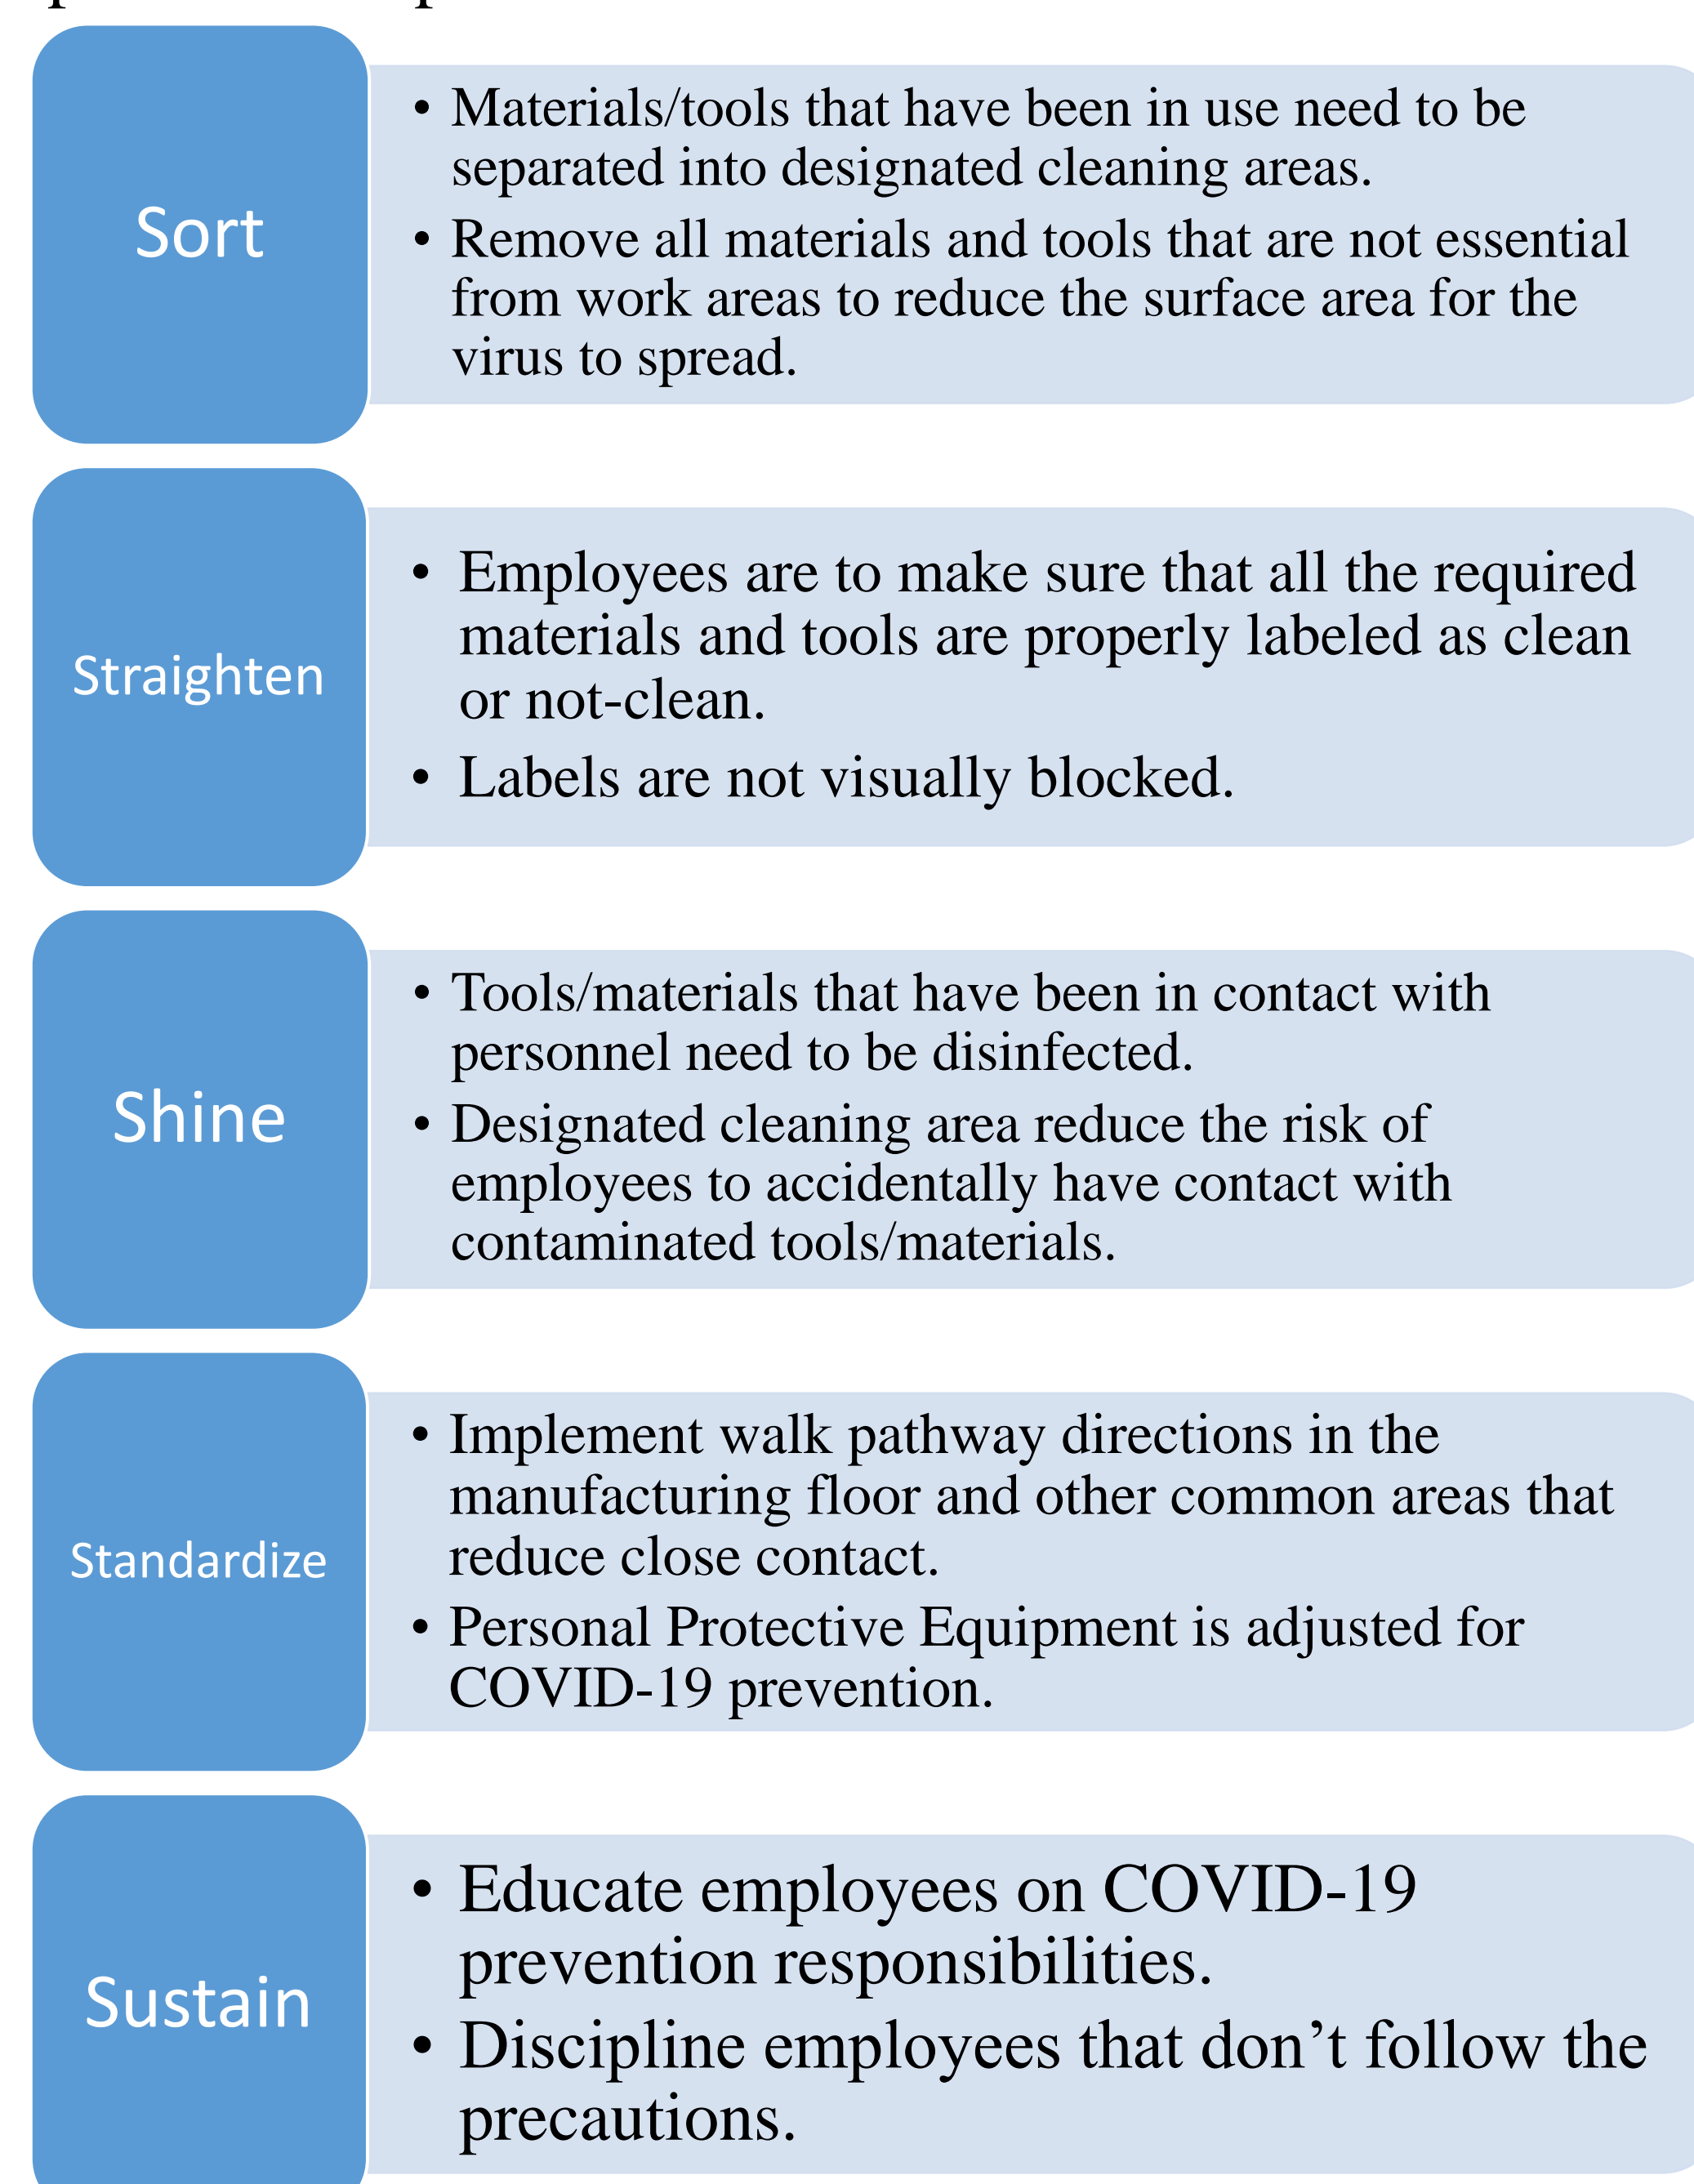 Sort
• Materials/tools that have been in use need to be
separated into designated cleaning areas.
• Remove all materials and tools that are not essential
from work areas to reduce the surface area for the
virus to spread.
Straighten
• Employees are to make sure that all the required
materials and tools are properly labeled as clean
or not-clean.
• Labels are not visually blocked.
Shine
• Tools/materials that have been in contact with
personnel need to be disinfected.
• Designated cleaning area reduce the risk of
employees to accidentally have contact with
contaminated tools/materials.
Standardize
• Implement walk pathway directions in the
manufacturing floor and other common areas that
reduce close contact.
• Personal Protective Equipment is adjusted for
COVID-19 prevention.
Sustain
• Educate employees on COVID-19
prevention responsibilities.
• Discipline employees that don’t follow the
precautions.